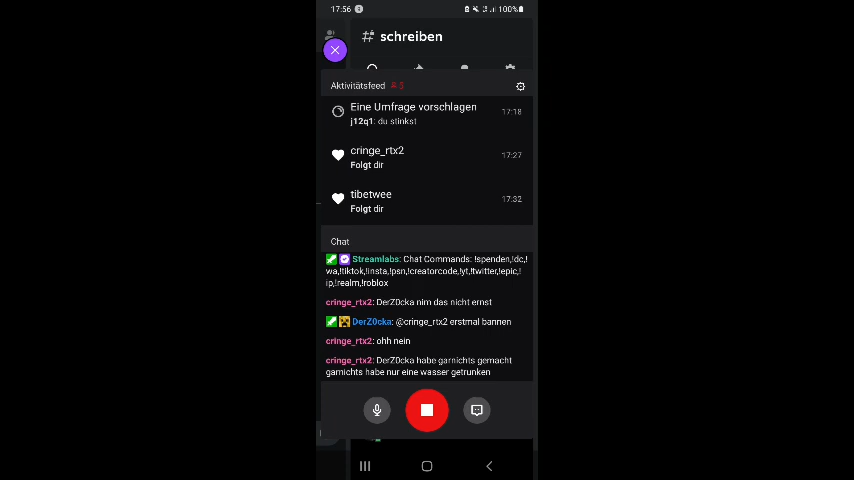 17:56
100%
# schreiben
Aktivitätsfeed 5
Eine Umfrage vorschlagen
j12q1: du stinkst
17:18
cringe_rtx2
Folgt dir
17:27
tibetwee
Folgt dir
17:32
Chat
Streamlabs: Chat Commands: !spenden,!dc,!
wa,!tiktok,!insta,!psn,!creatorcode,!yt,!twitter,!epic,!
ip,!realm,!roblox
cringe_rtx2: DerZ0cka nim das nicht ernst
DerZ0cka: @cringe_rtx2 erstmal bannen
cringe_rtx2: ohh nein
cringe_rtx2: DerZ0cka habe garnichts gemacht
garnichts habe nur eine wasser getrunken